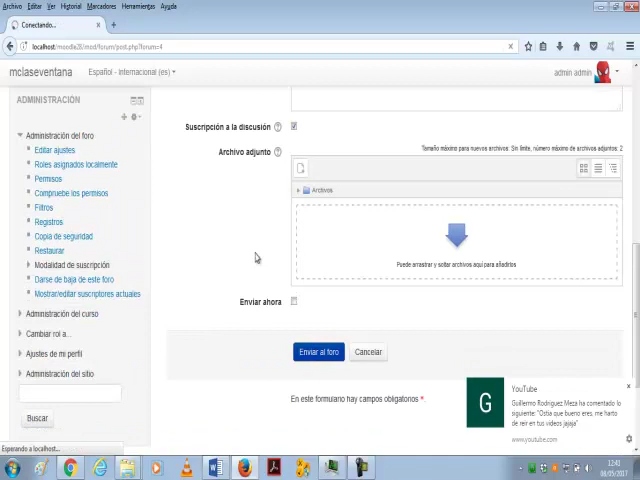 Archivo Editar Ver Historial Marcadores Herramientas Ayuda
Conectando...
localhost/moodle28/mod/forum/post.php?forum=4
mclaseventana
Español - Internacional (es)
admin admin
ADMINISTRACIÓN
Administración del foro
Editar ajustes
Roles asignados localmente
Permisos
Compruebe los permisos
Filtros
Registros
Copia de seguridad
Restaurar
Modalidad de suscripción
Darse de baja de este foro
Mostrar/editar suscriptores actuales
Administración del curso
Cambiar rol a...
Ajustes de mi perfil
Administración del sitio
Buscar
Suscripción a la discusión
Archivo adjunto
Tamaño máximo para nuevos archivos: Sin límite, número máximo de archivos adjuntos: 2
Archivos
Puede arrastrar y soltar archivos aquí para añadirlos
Enviar ahora
Enviar al foro
Cancelar
En este formulario hay campos obligatorios *.
G
YouTube
Guillermo Rodriguez Meza ha comentado lo
siguiente: "Ostia que bueno eres, me harto
de reir en tus videos jajaja"
www.youtube.com
Esperando a localhost...
12:41
08/05/2017